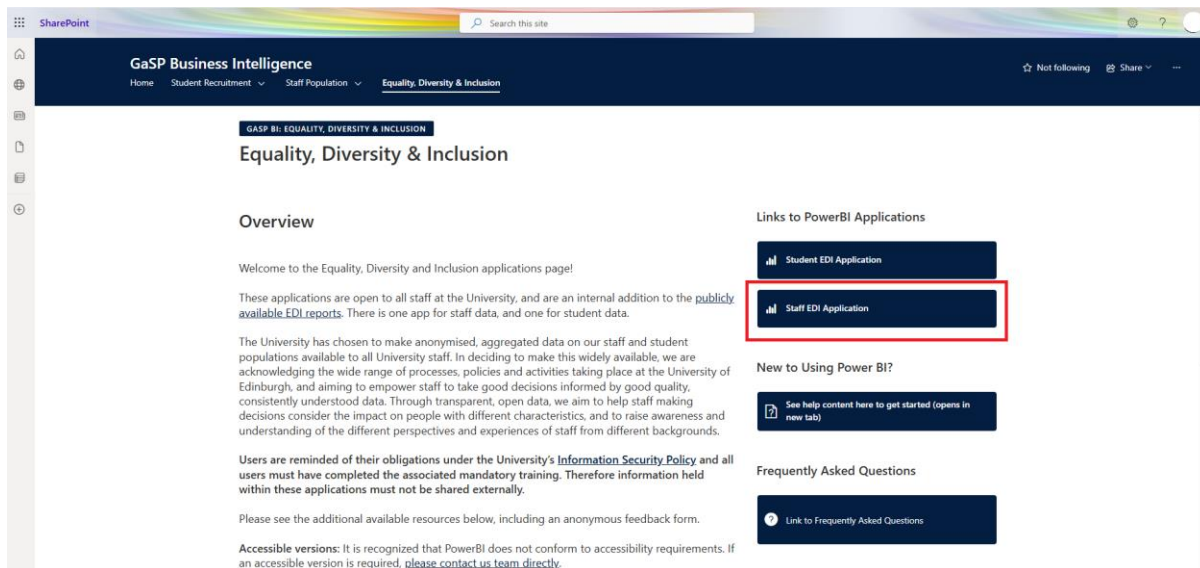 SharePoint
Search this site
?
GaSP Business Intelligence
Home Student Recruitment Staff Population Equality, Diversity & Inclusion
Not following Share ...
GASP BI: EQUALITY, DIVERSITY & INCLUSION
Equality, Diversity & Inclusion
Overview
Welcome to the Equality, Diversity and Inclusion applications page!
These applications are open to all staff at the University, and are an internal addition to the publicly
available EDI reports. There is one app for staff data, and one for student data.
The University has chosen to make anonymised, aggregated data on our staff and student
populations available to all University staff. In deciding to make this widely available, we are
acknowledging the wide range of processes, policies and activities taking place at the University of
Edinburgh, and aiming to empower staff to take good decisions informed by good quality,
consistently understood data. Through transparent, open data, we aim to help staff making
decisions consider the impact on people with different characteristics, and to raise awareness and
understanding of the different perspectives and experiences of staff from different backgrounds.
Users are reminded of their obligations under the University's Information Security Policy and all
users must have completed the associated mandatory training. Therefore information held
within these applications must not be shared externally.
Please see the additional available resources below, including an anonymous feedback form.
Accessible versions: It is recognized that PowerBI does not conform to accessibility requirements. If
an accessible version is required, please contact us team directly.
Links to PowerBI Applications
Student EDI Application
Staff EDI Application
New to Using Power BI?
See help content here to get started (opens in
new tab)
Frequently Asked Questions
Link to Frequently Asked Questions